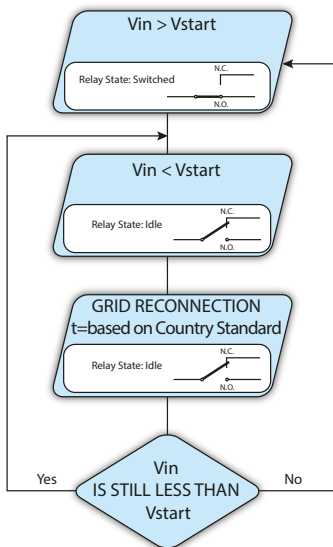 Vin > Vstart
N.C.
Relay State: Switched
N.O.
Vin < Vstart
N.C.
Relay State: Idle
N.O.
GRID RECONNECTION
t=based on Country Standard
N.C.
Relay State: Idle
N.O.
Yes
Vin
IS STILL LESS THAN
Vstart
No